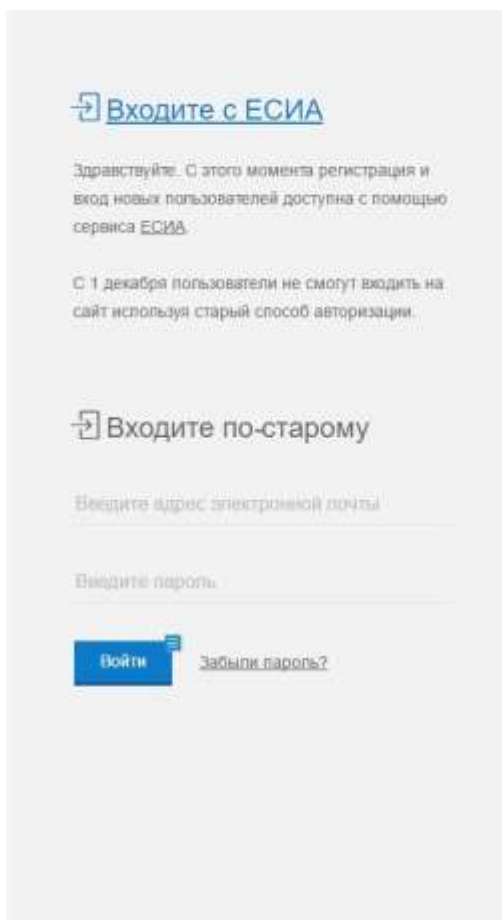 Входите с ЕСИА
Здравствуйте. С этого момента регистрация и
вход новых пользователей доступна с помощью
сервиса ЕСИА.
С 1 декабря пользователи не смогут входить на
сайт используя старый способ авторизации.
Входите по-старому
Введите адрес электронной почты
Введите пароль
Войти
Забыли пароль?